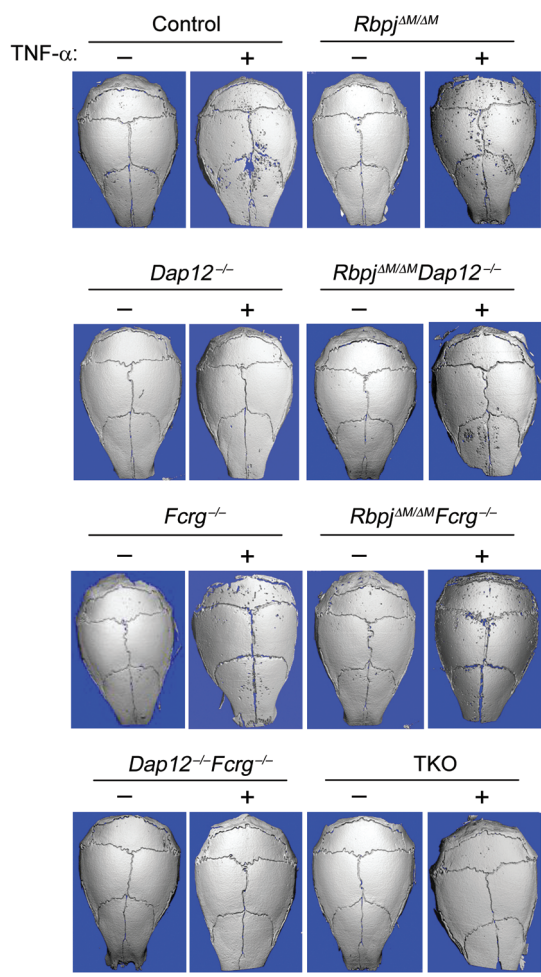 Control Rbpj^ΔM/ΔM
TNF-α: – + – +
Dap12^–/– Rbpj^ΔM/ΔM Dap12^–/–
– + – +
Fcrg^–/– Rbpj^ΔM/ΔM Fcrg^–/–
– + – +
Dap12^–/– Fcrg^–/– TKO
– + – +